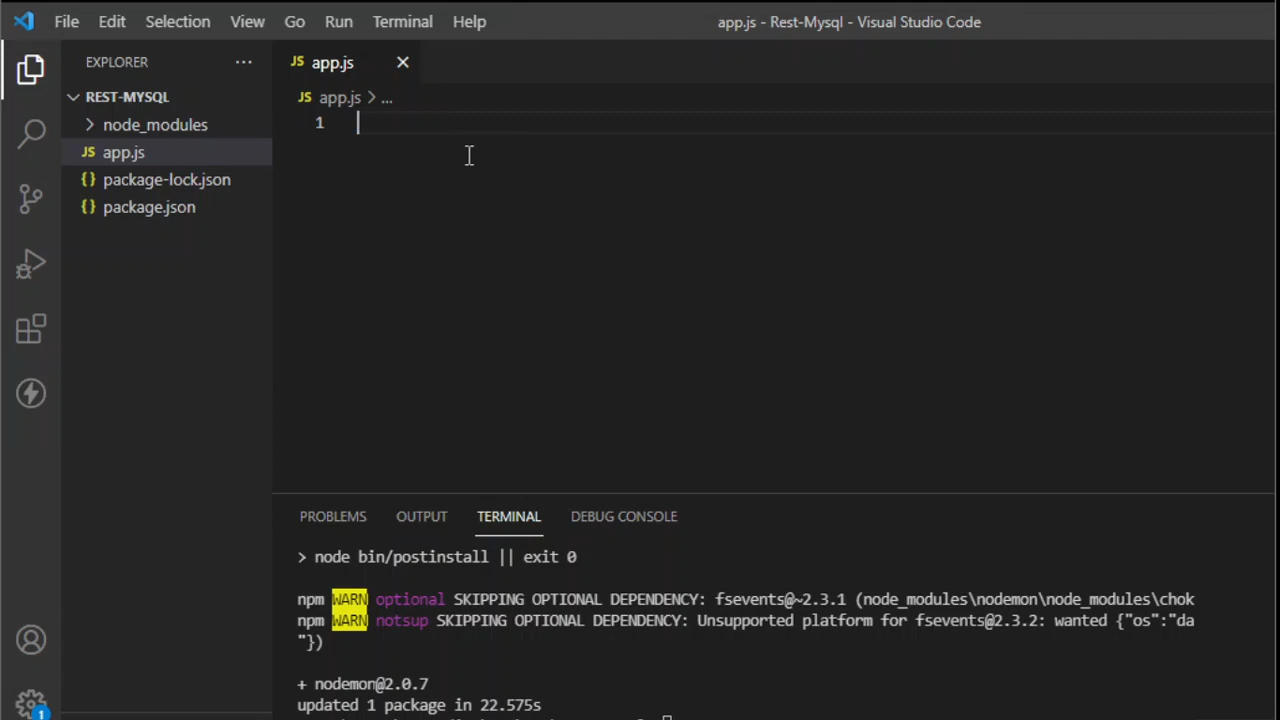 File Edit Selection View Go Run Terminal Help app.js - Rest-Mysql - Visual Studio Code
EXPLORER ...
JS app.js
REST-MYSQL
JS app.js > ...
node_modules
1
JS app.js
{} package-lock.json
{} package.json
PROBLEMS OUTPUT TERMINAL DEBUG CONSOLE
> node bin/postinstall || exit 0
npm WARN optional SKIPPING OPTIONAL DEPENDENCY: fsevents@~2.3.1 (node_modules\nodemon\node_modules\chok
npm WARN notsup SKIPPING OPTIONAL DEPENDENCY: Unsupported platform for fsevents@2.3.2: wanted {"os":"da
"})
+ nodemon@2.0.7
updated 1 package in 22.575s
1